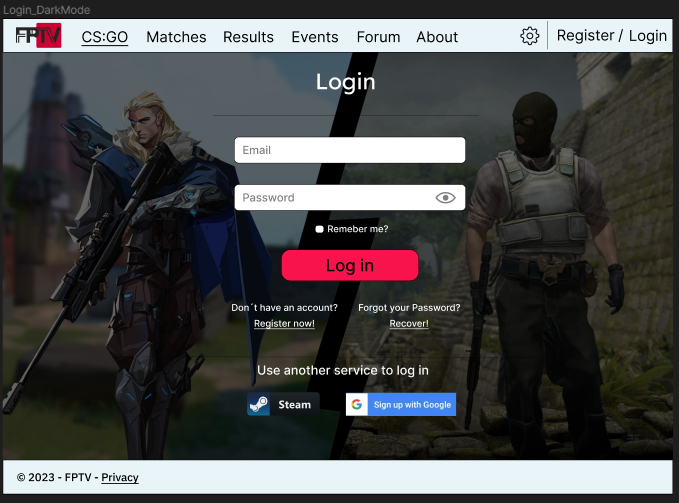 Login_DarkMode
FPTV CS:GO Matches Results Events Forum About Register / Login
Login
Email
Password
Remeber me?
Log in
Don´t have an account? Forgot your Password?
Register now! Recover!
Use another service to log in
Steam Sign up with Google
© 2023 - FPTV - Privacy